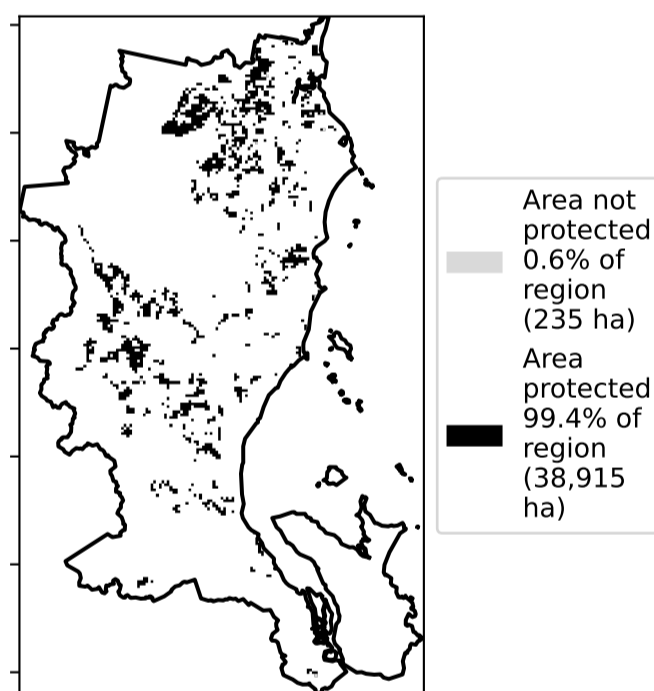 Area not
protected
0.6% of
region
(235 ha)
Area
protected
99.4% of
region
(38,915
ha)